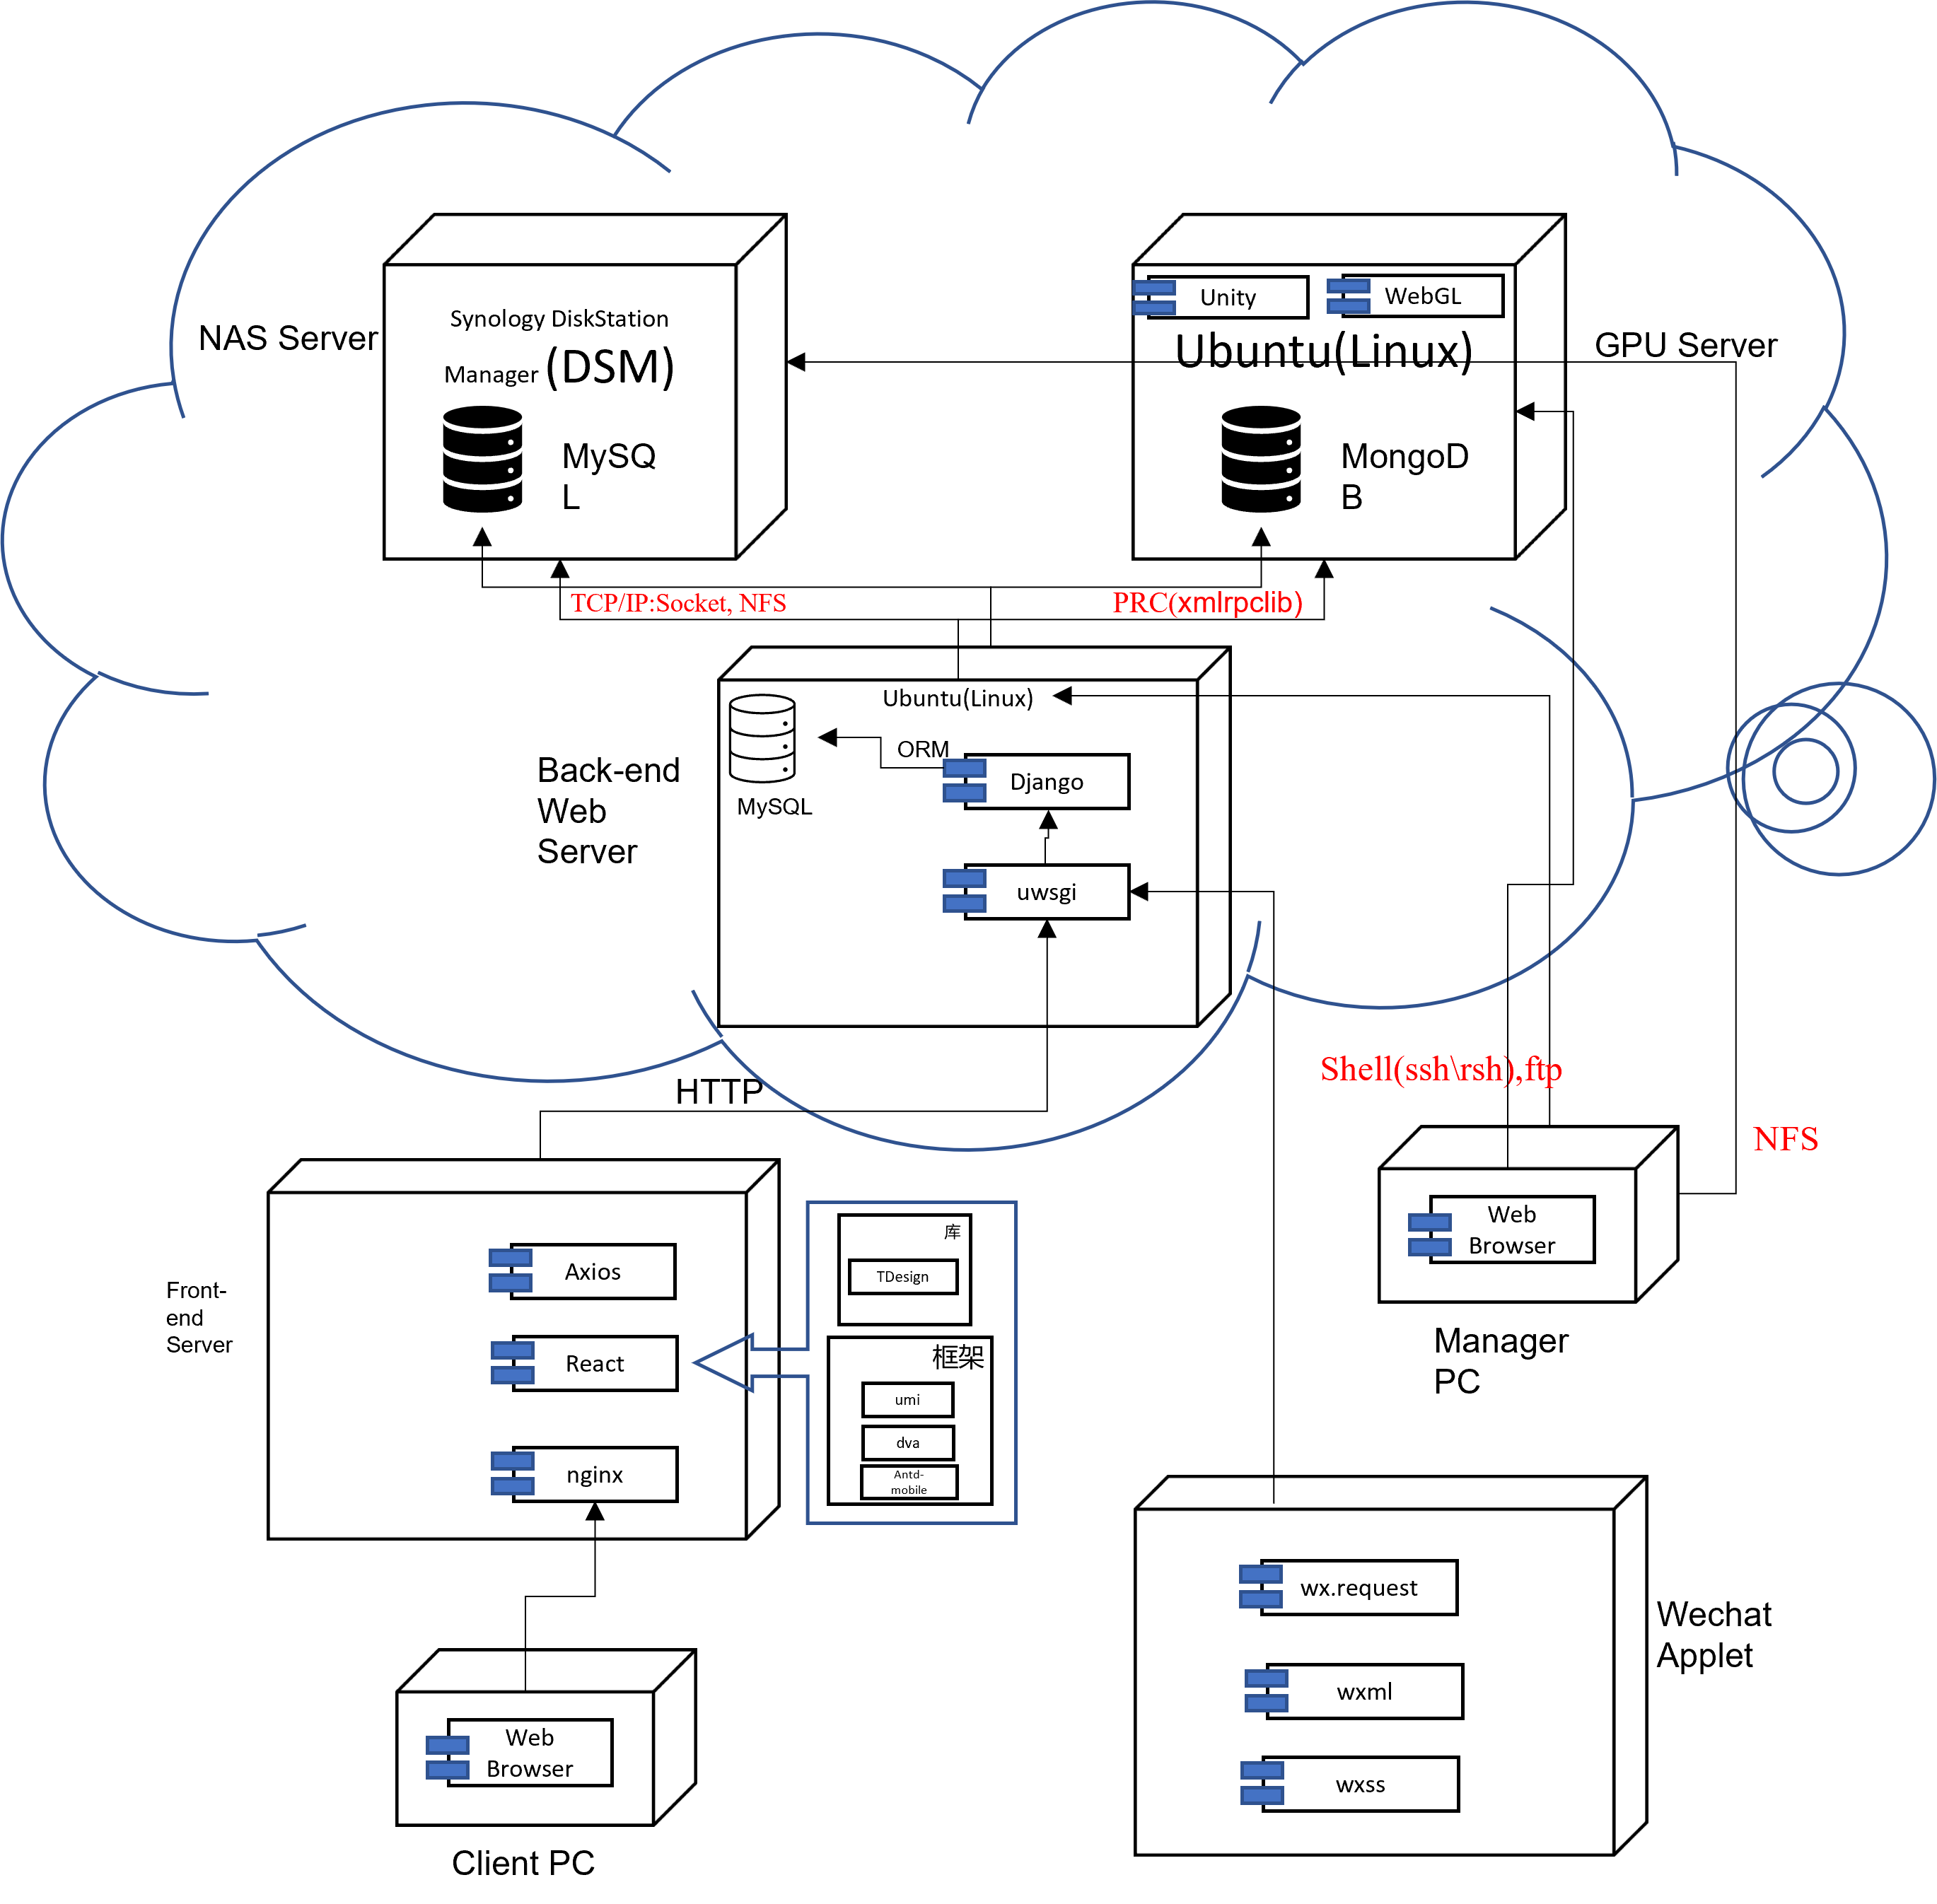 Unity
WebGL
Synology DiskStation
Manager (DSM)
NAS Server
Ubuntu(Linux)
GPU Server
MySQ
L
MongoD
B
TCP/IP:Socket, NFS
PRC(xmlrpclib)
Ubuntu(Linux)
ORM
Django
MySQL
Back-end
Web
Server
uwsgi
Shell(ssh\rsh),ftp
HTTP
NFS
Web
Browser
Manager
PC
Front-
end
Server
Axios
React
nginx
库
TDesign
框架
umi
dva
Antd-
mobile
wx.request
wxml
wxss
Wechat
Applet
Web
Browser
Client PC